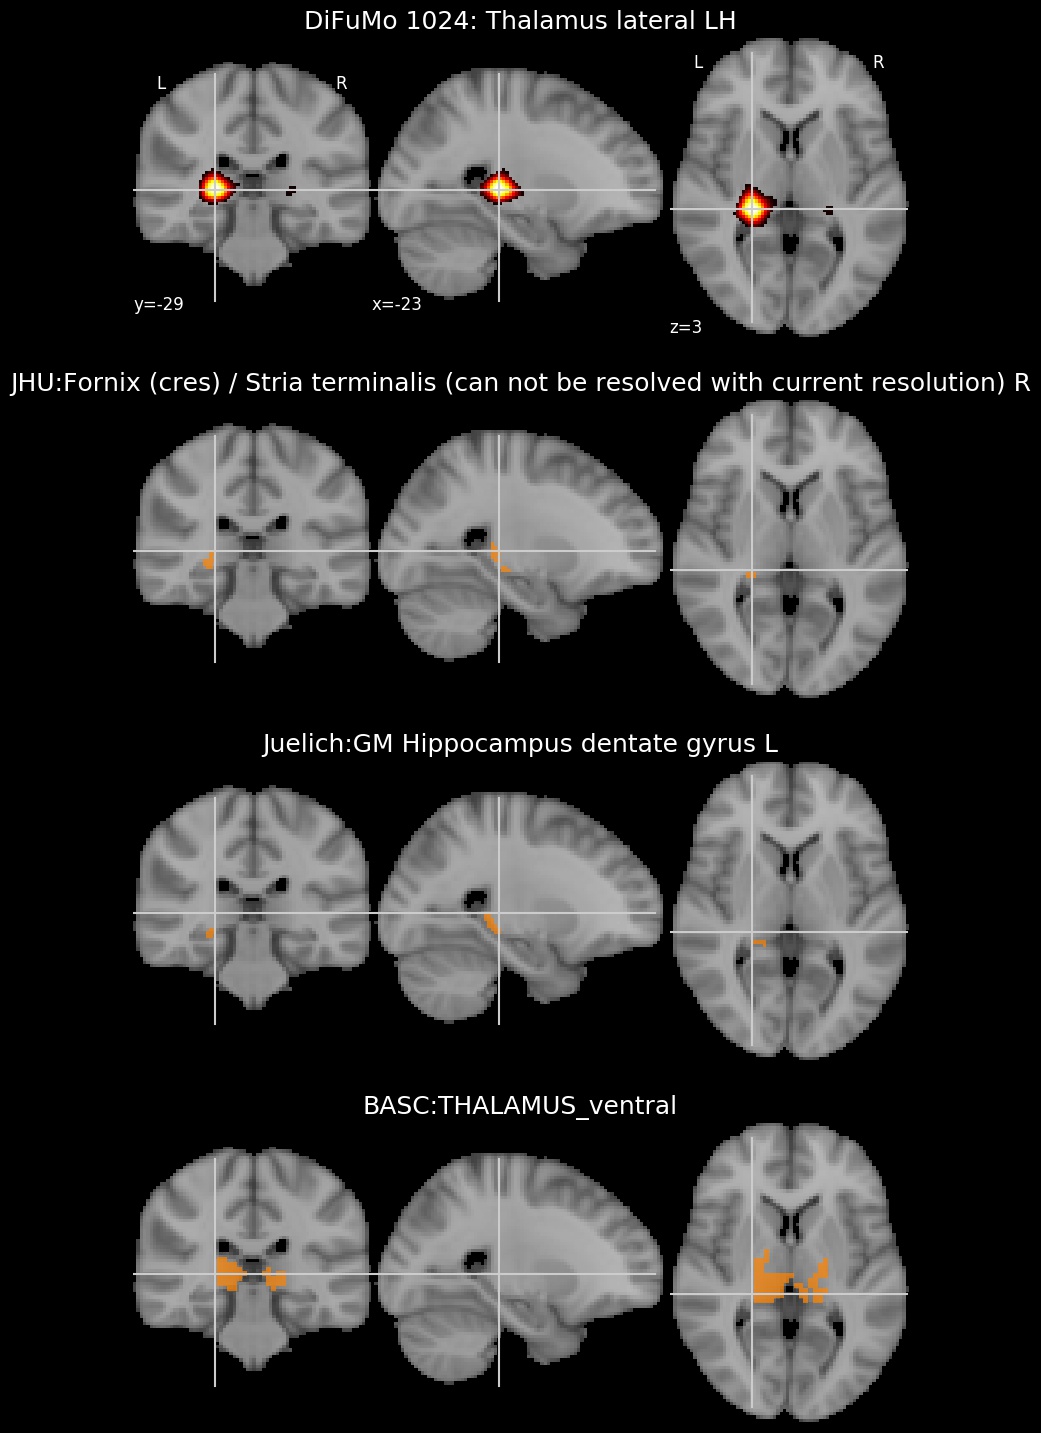 DiFuMo 1024: Thalamus lateral LH
L R L R
y=-29 x=-23 z=3
JHU:Fornix (cres) / Stria terminalis (can not be resolved with current resolution) R
Juelich:GM Hippocampus dentate gyrus L
BASC:THALAMUS_ventral